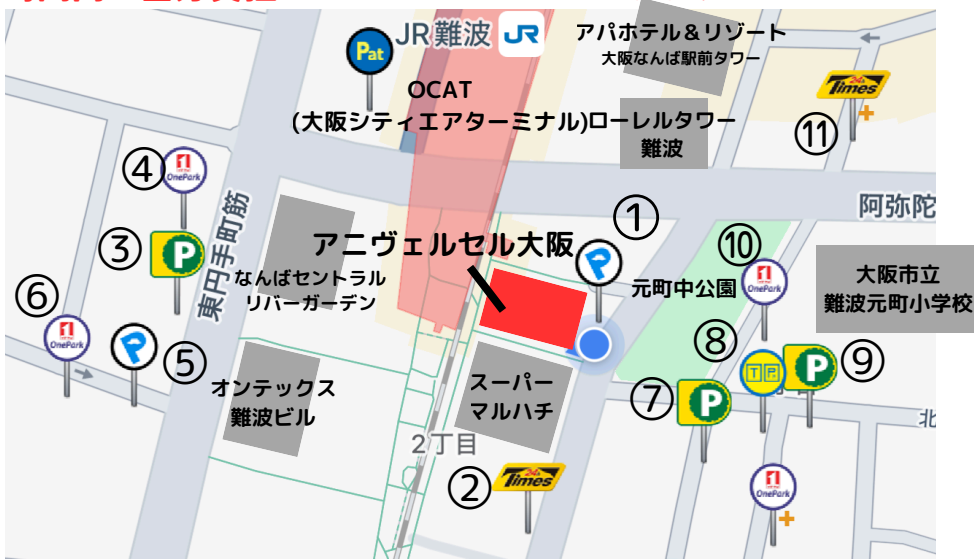 JR難波
JR
Pat
OCAT
(大阪シティエアターミナル)
アパホテル&リゾート
大阪なんば駅前タワー
ローレルタワー
難波
24h
Times
⑪
④
OnePark
③
P
東円手町筋
なんばセントラル
リバーガーデン
アニヴェルセル大阪
①
P
阿弥陀
⑩
OnePark
元町中公園
大阪市立
難波元町小学校
⑥
OnePark
P
⑤
オンテックス
難波ビル
スーパー
マルハチ
⑧
T P
P
⑨
⑦
P
北
2丁目
②
Times
OnePark